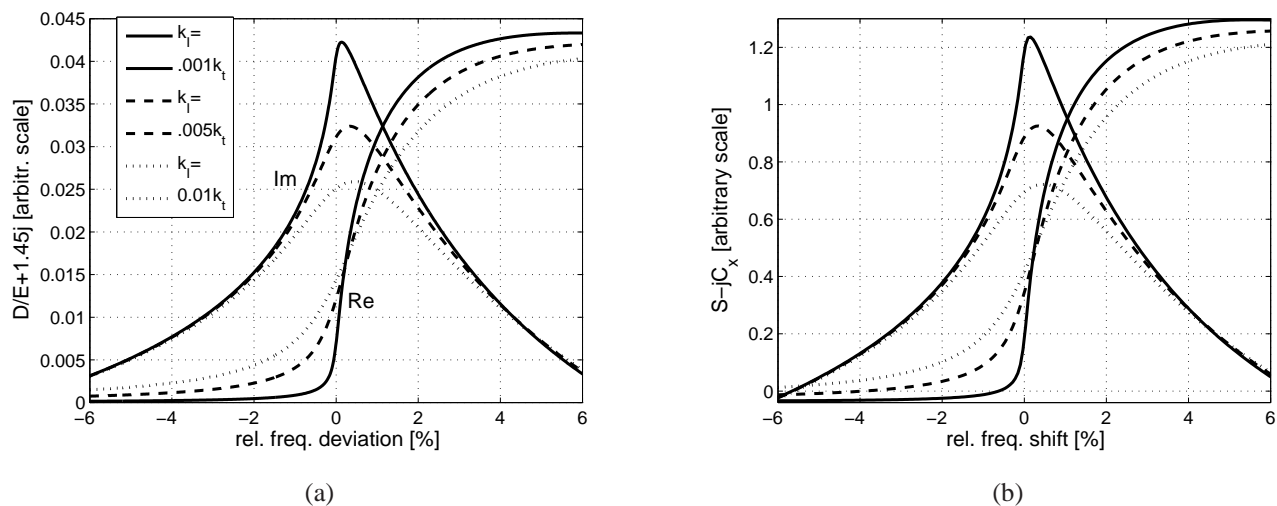 0.045
0.04
0.035
0.03
0.025
0.02
0.015
0.01
0.005
0
D/E+1.45j [arbitr. scale]
k_l=
.001k_t
k_l=
.005k_t
k_l=
0.01k_t
Im
Re
−6 −4 −2 0 2 4 6
rel. freq. deviation [%]
(a)
1.2
1
0.8
0.6
0.4
0.2
0
S−jC_x [arbitrary scale]
−6 −4 −2 0 2 4 6
rel. freq. shift [%]
(b)